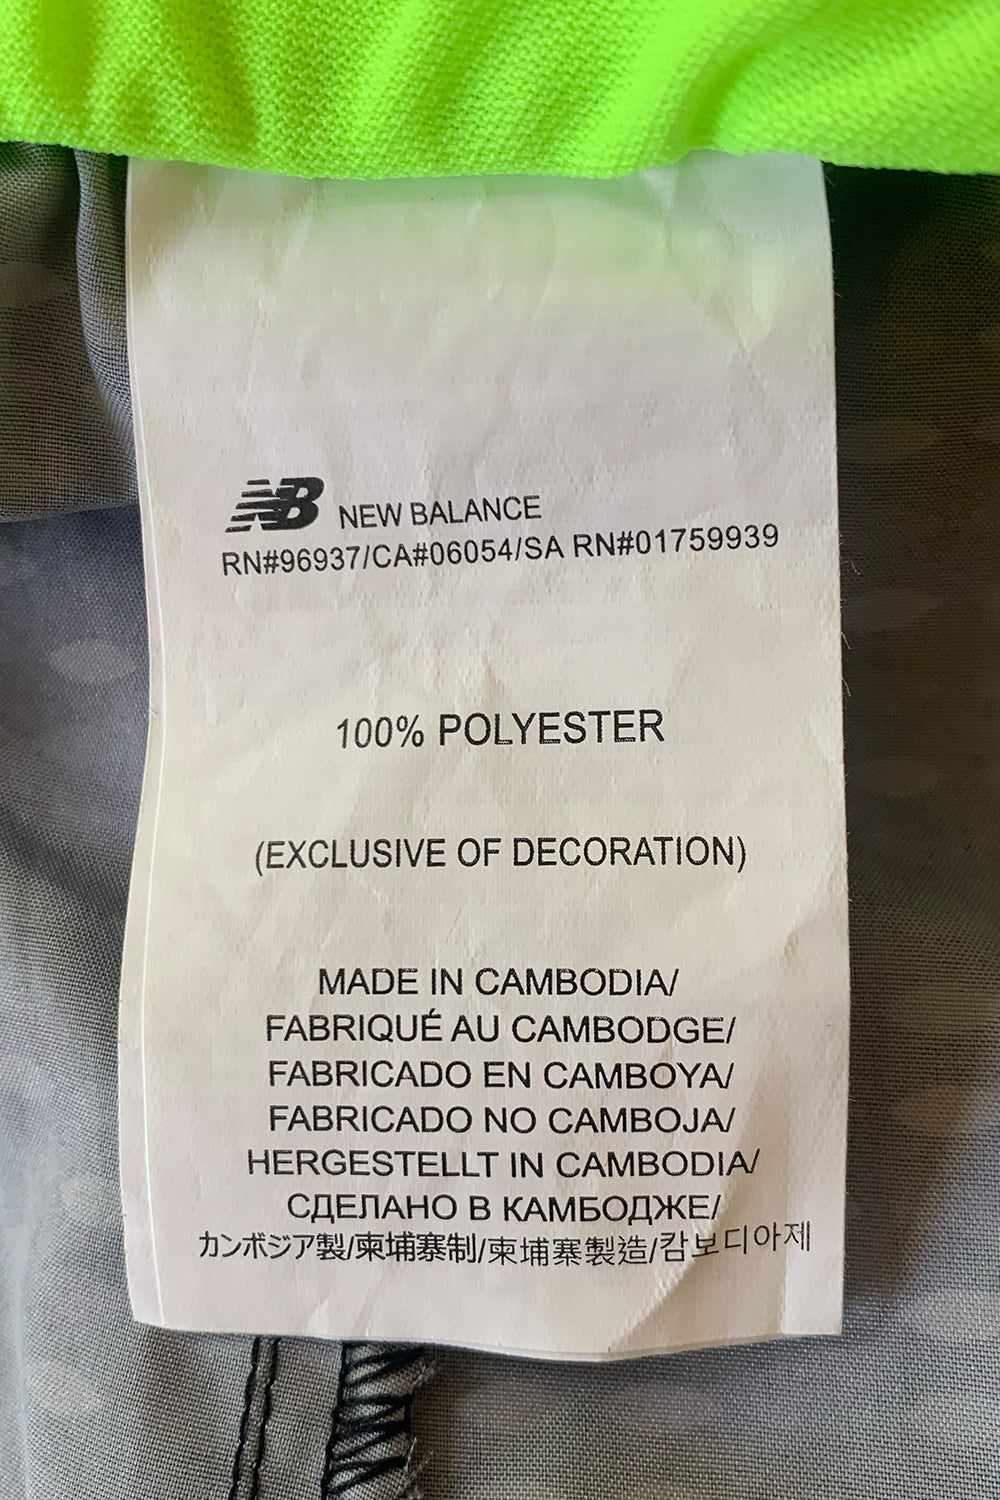 NB NEW BALANCE
RN#96937/CA#06054/SA RN#01759939
100% POLYESTER
(EXCLUSIVE OF DECORATION)
MADE IN CAMBODIA/
FABRIQUÉ AU CAMBODGE/
FABRICADO EN CAMBOYA/
FABRICADO NO CAMBOJA/
HERGESTELLT IN CAMBODIA/
СДЕЛАНО В КАМБОДЖЕ/
カンボジア製/柬埔寨制/柬埔寨製造/캄보디아제